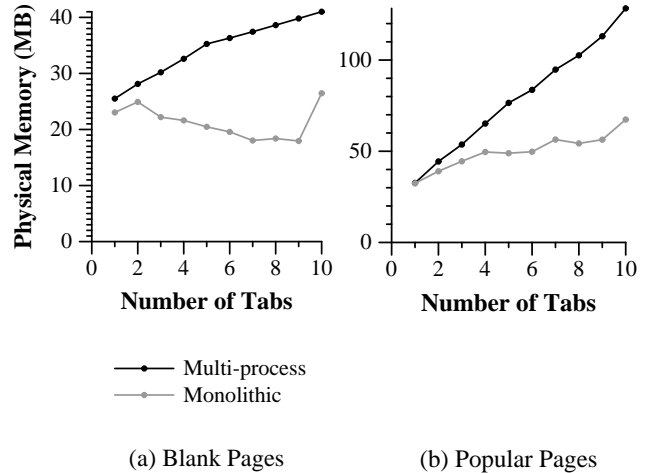 Physical Memory (MB)
40
30
20
10
0
0 2 4 6 8 10
Number of Tabs
100
50
0
0 2 4 6 8 10
Number of Tabs
Multi-process
Monolithic
(a) Blank Pages
(b) Popular Pages